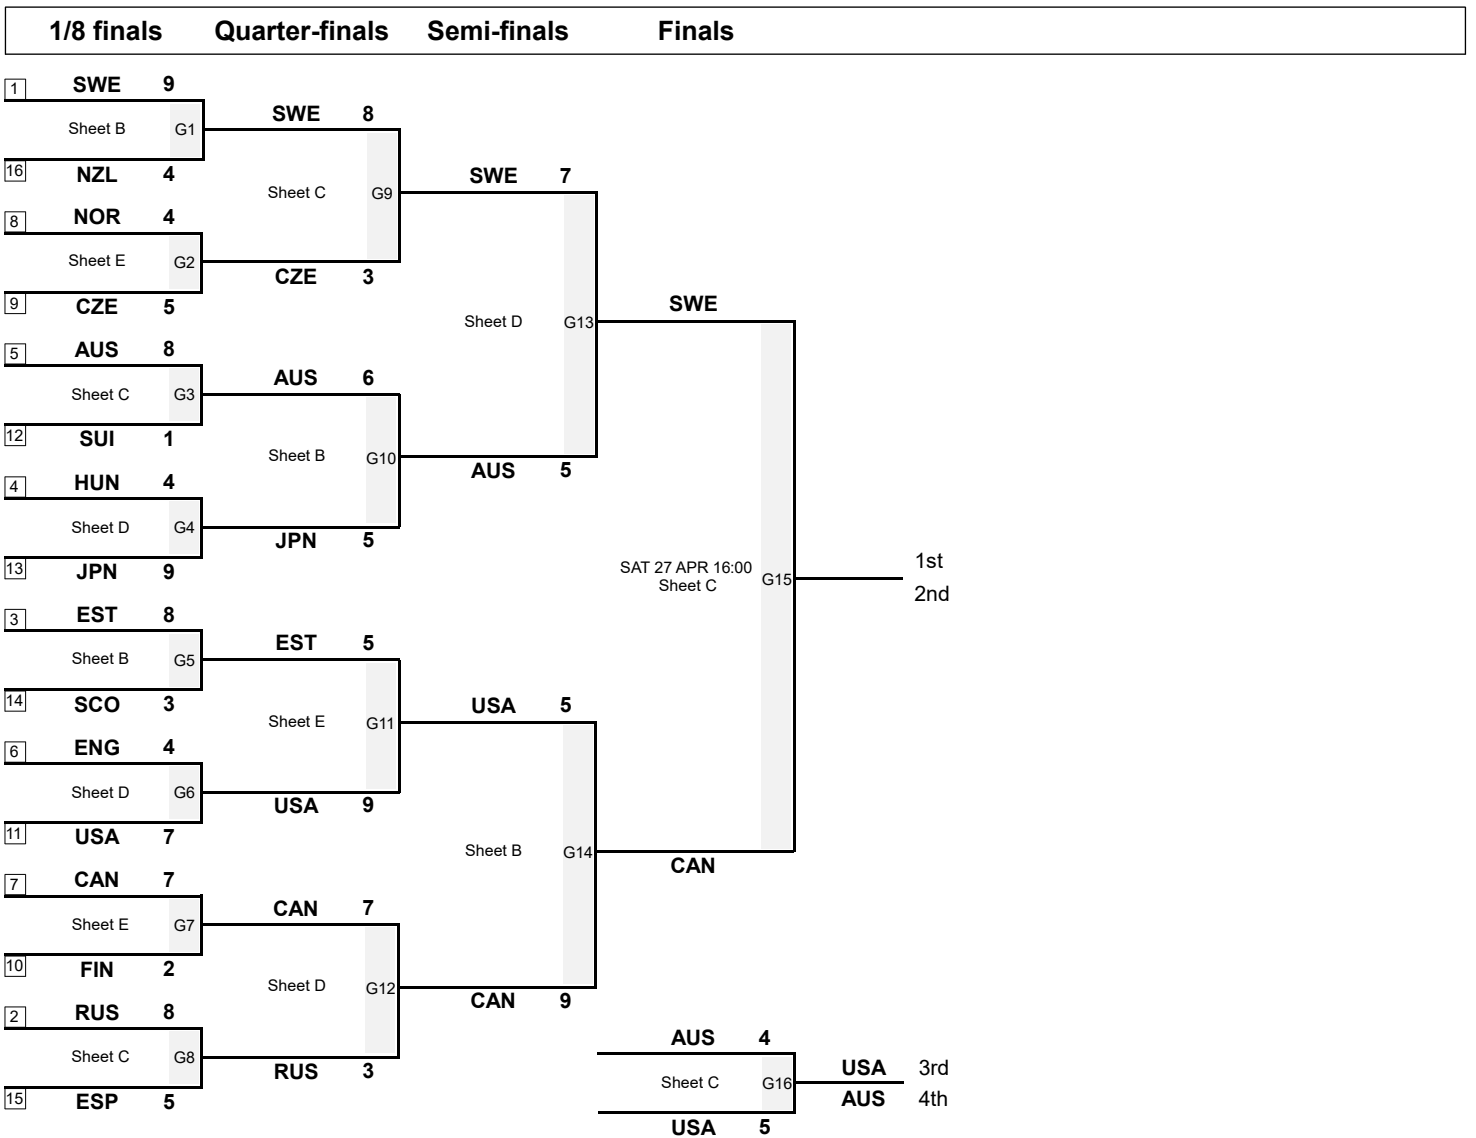 1/8 finals Quarter-finals Semi-finals Finals
1 SWE 9
Sheet B G1
16 NZL 4
SWE 8
Sheet C G9
CZE 3
8 NOR 4
Sheet E G2
9 CZE 5
SWE 7
Sheet D G13
AUS 5
5 AUS 8
Sheet C G3
12 SUI 1
AUS 6
Sheet B G10
JPN 5
4 HUN 4
Sheet D G4
13 JPN 9
SWE
SAT 27 APR 16:00
Sheet C G15
CAN
1st
2nd
3 EST 8
Sheet B G5
14 SCO 3
EST 5
Sheet E G11
USA 9
6 ENG 4
Sheet D G6
11 USA 7
USA 5
Sheet B G14
CAN 9
7 CAN 7
Sheet E G7
10 FIN 2
CAN 7
Sheet D G12
RUS 3
2 RUS 8
Sheet C G8
15 ESP 5
AUS 4
Sheet C G16
USA 5
USA 3rd
AUS 4th